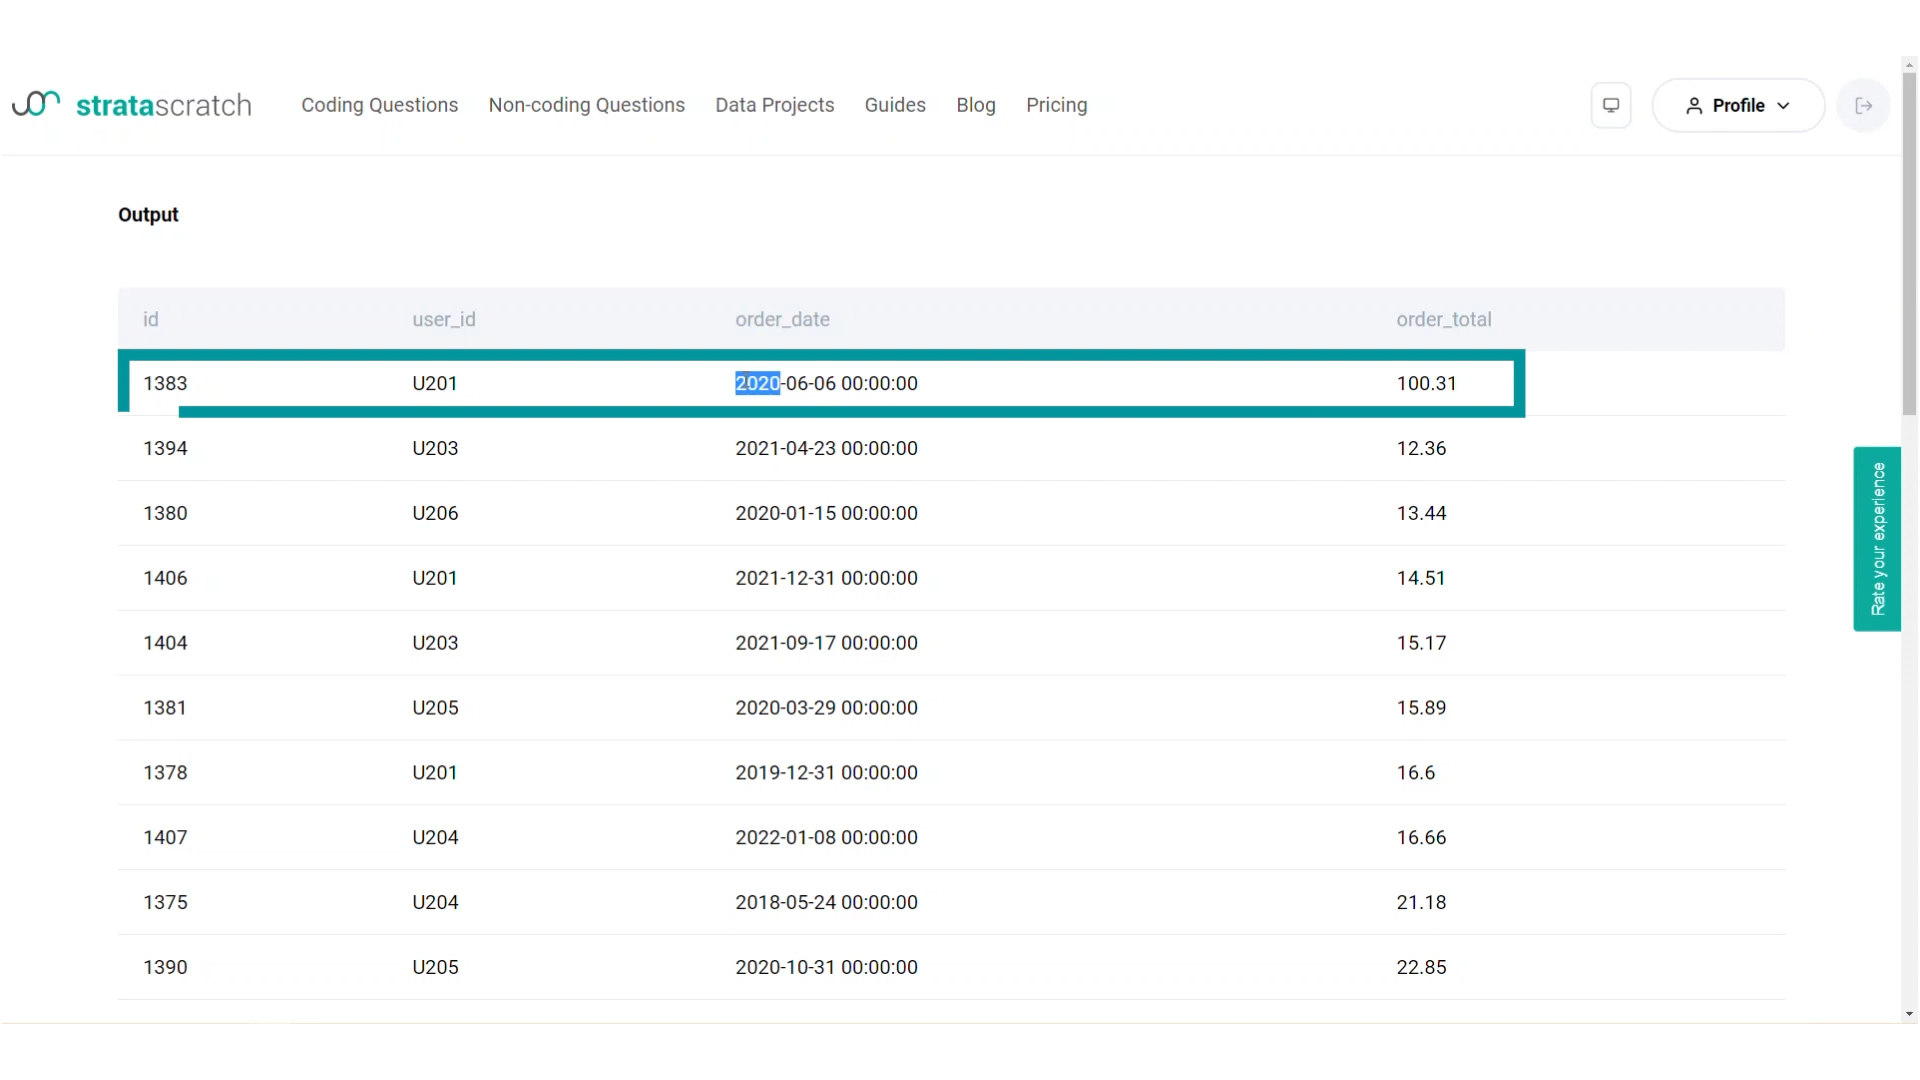 stratascratch Coding Questions Non-coding Questions Data Projects Guides Blog Pricing Profile
Output
id user_id order_date order_total
1383 U201 2020-06-06 00:00:00 100.31
1394 U203 2021-04-23 00:00:00 12.36
1380 U206 2020-01-15 00:00:00 13.44
1406 U201 2021-12-31 00:00:00 14.51
1404 U203 2021-09-17 00:00:00 15.17
1381 U205 2020-03-29 00:00:00 15.89
1378 U201 2019-12-31 00:00:00 16.6
1407 U204 2022-01-08 00:00:00 16.66
1375 U204 2018-05-24 00:00:00 21.18
1390 U205 2020-10-31 00:00:00 22.85
Rate your experience